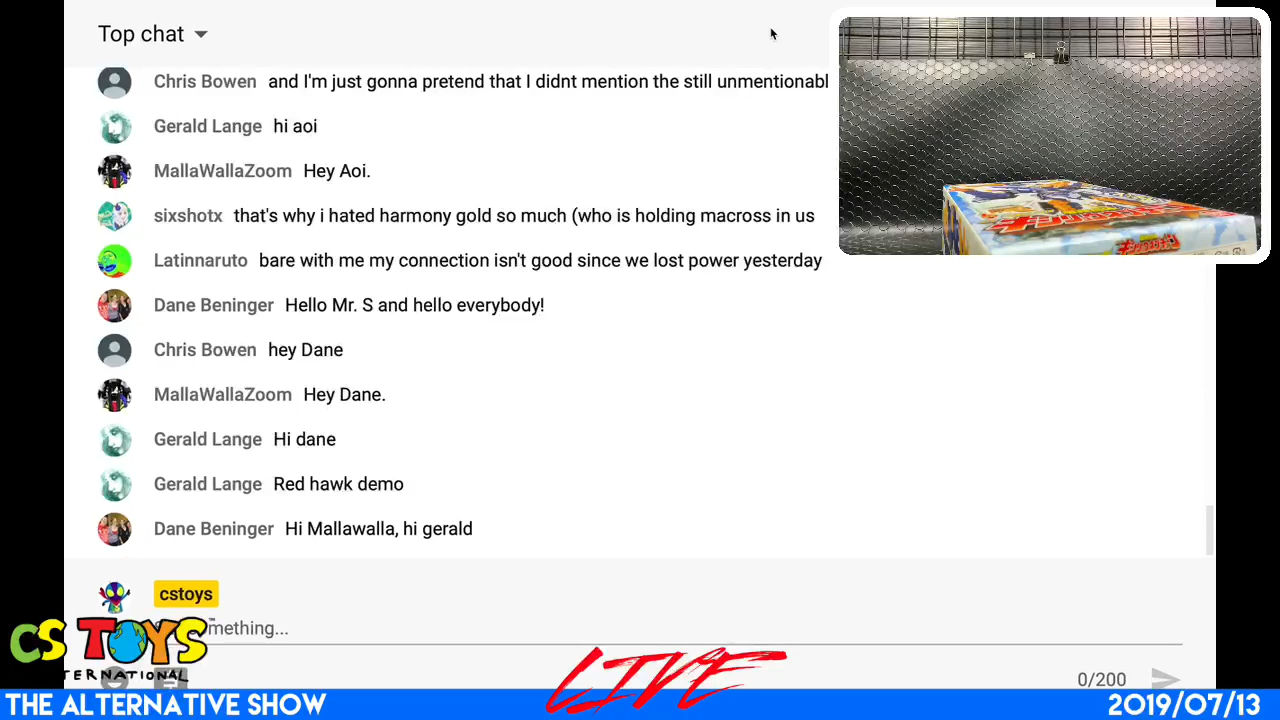 Top chat
Chris Bowen and I'm just gonna pretend that I didnt mention the still unmentionabl
Gerald Lange hi aoi
MallaWallaZoom Hey Aoi.
sixshotx that's why i hated harmony gold so much (who is holding macross in us
Latinnaruto bare with me my connection isn't good since we lost power yesterday
Dane Beninger Hello Mr. S and hello everybody!
Chris Bowen hey Dane
MallaWallaZoom Hey Dane.
Gerald Lange Hi dane
Gerald Lange Red hawk demo
Dane Beninger Hi Mallawalla, hi gerald
cstoys
mething...
CS TOYS
TERNATIONAL
LIVE
0/200
THE ALTERNATIVE SHOW
2019/07/13